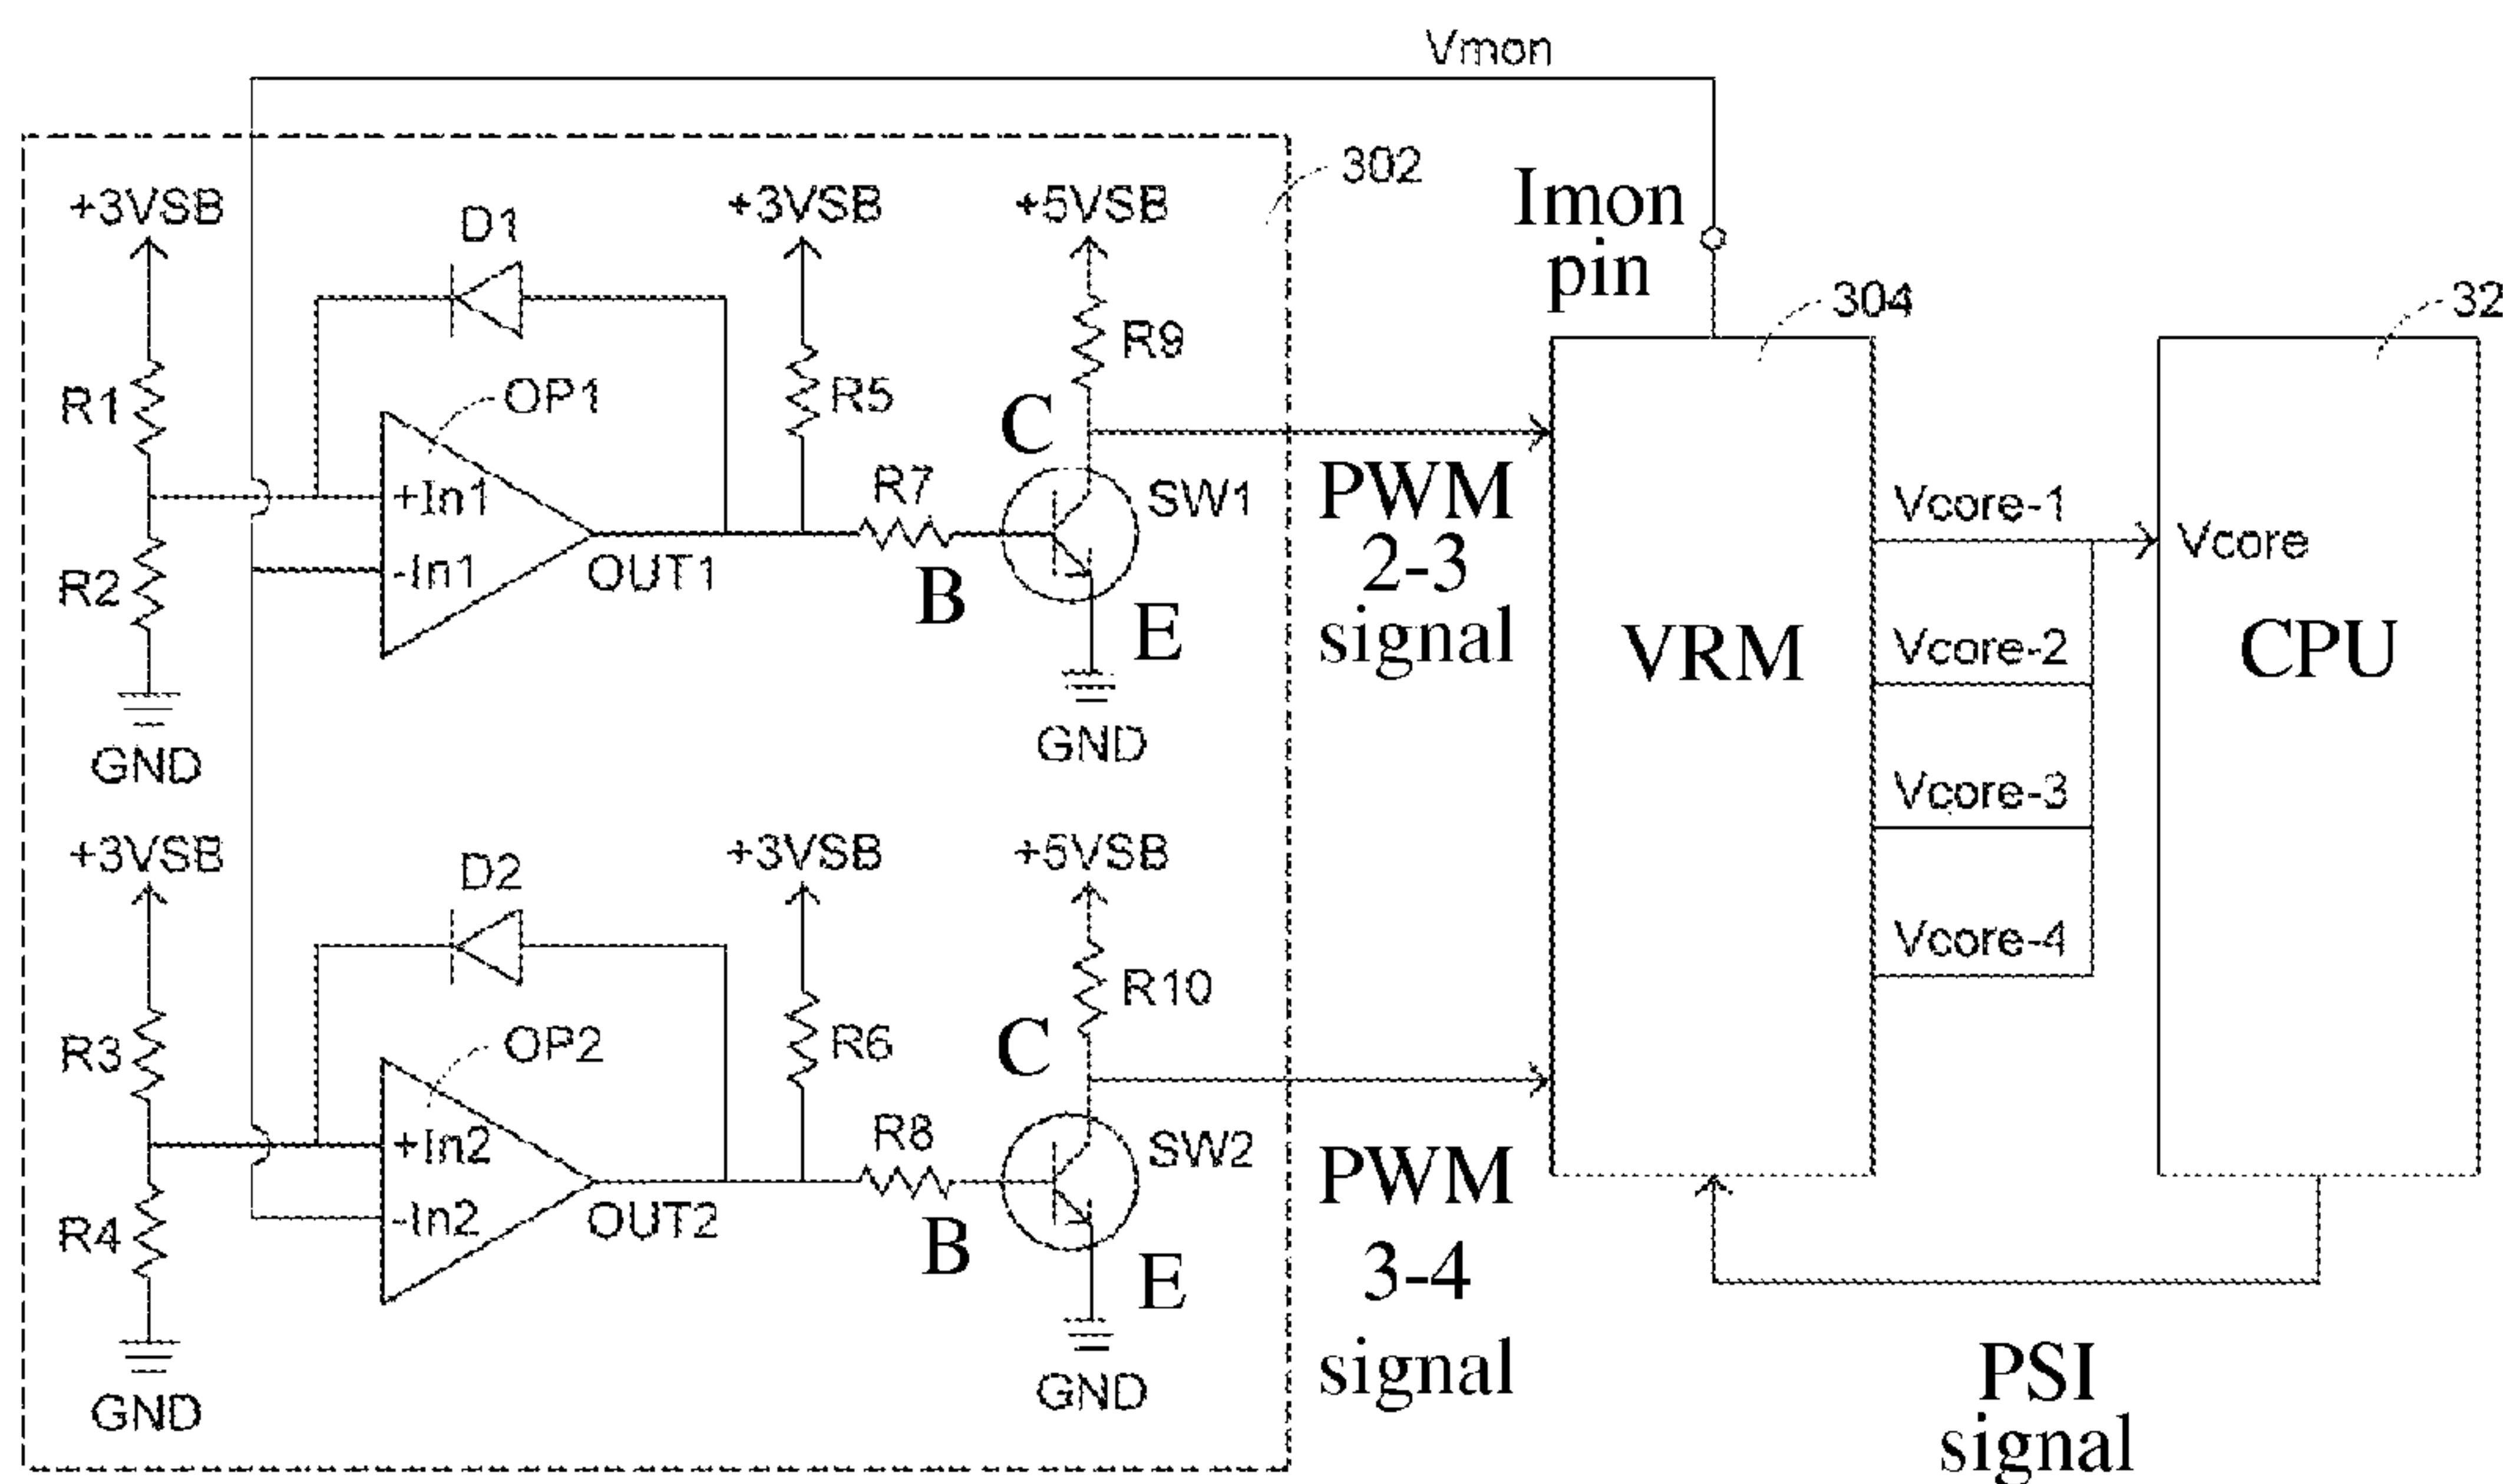 Vmon
302
+3VSB
D1
+3VSB
+5VSB
Imon
pin
304
32
R1
OP1
R5
R9
C
+In1
R7
SW1
PWM
2-3
signal
Vcore-1
Vcore
R2
-In1
OUT1
B
E
VRM
Vcore-2
CPU
GND
GND
Vcore-3
+3VSB
D2
+3VSB
+5VSB
Vcore-4
R3
OP2
R6
R10
C
+In2
R8
SW2
PWM
3-4
signal
R4
-In2
OUT2
B
E
GND
GND
PSI
signal